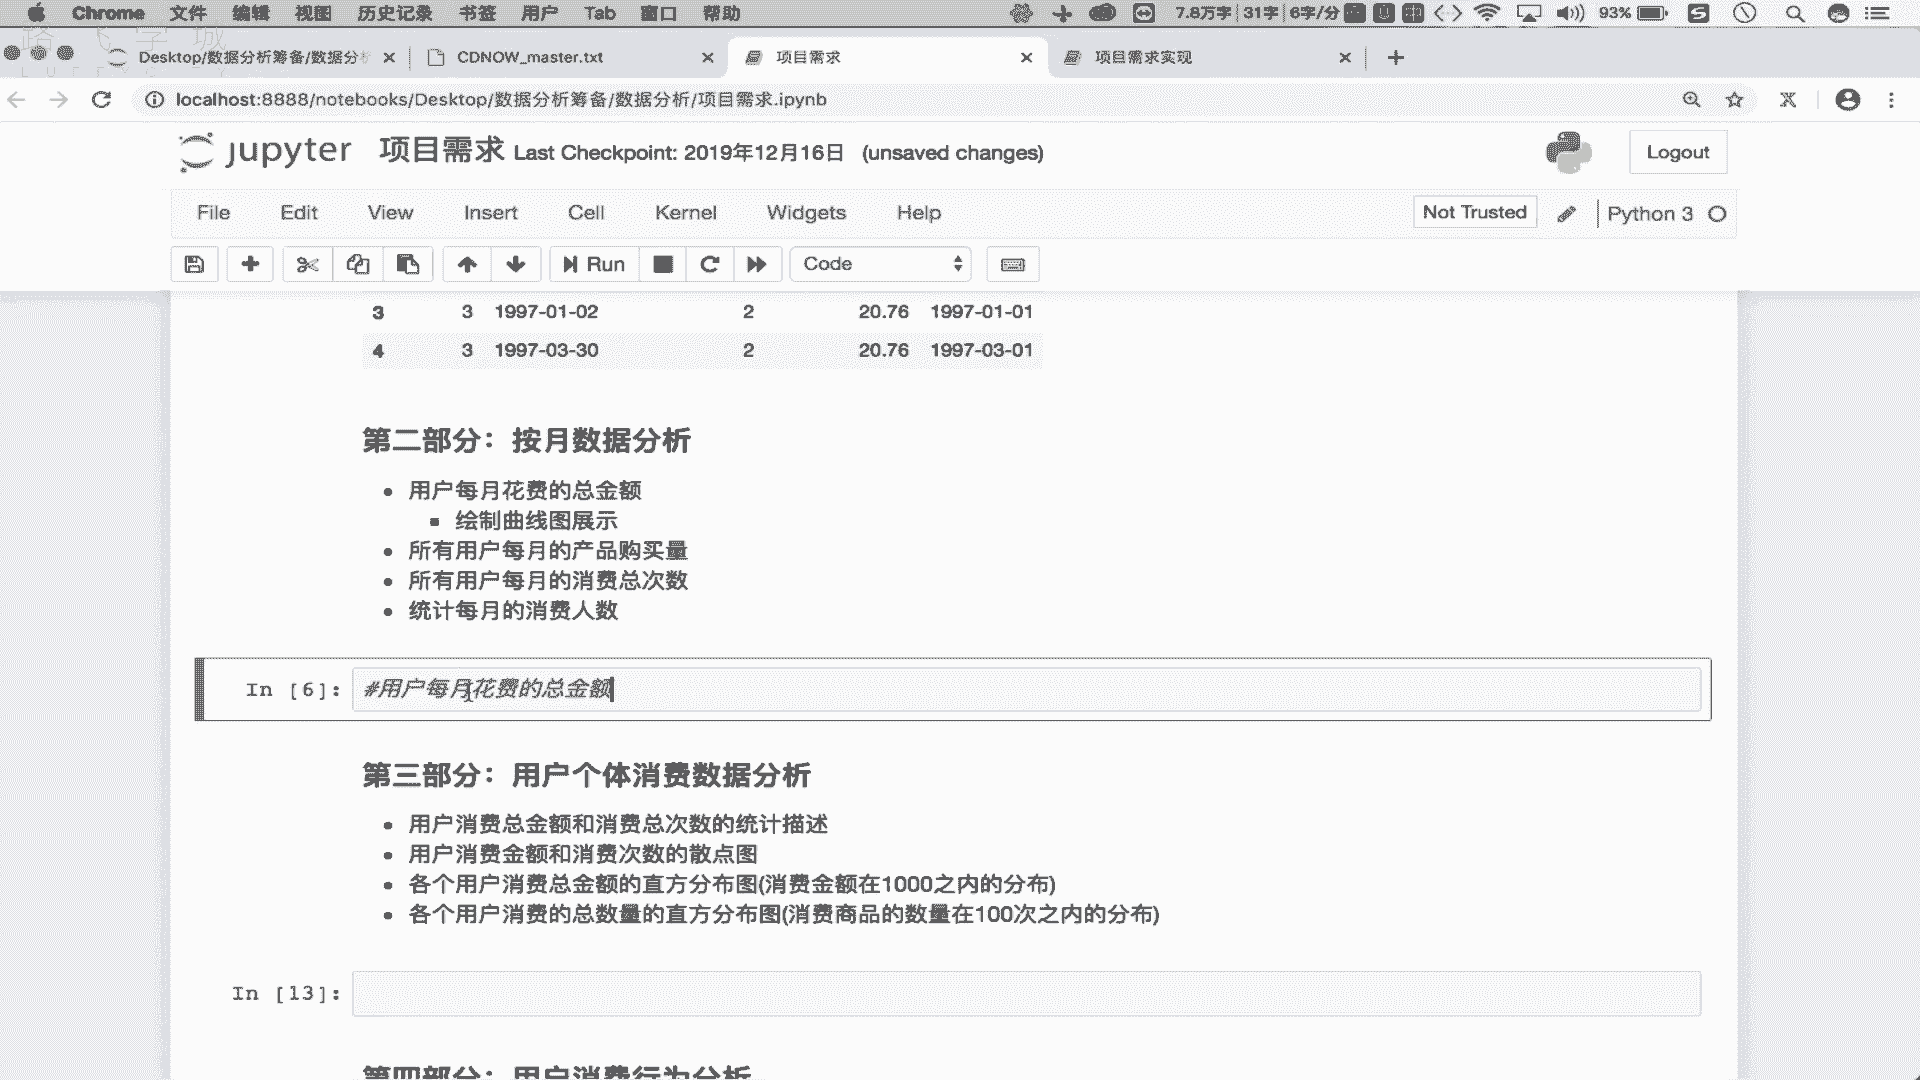 Chrome 文件 编辑 视图 历史记录 书签 用户 Tab 窗口 帮助 7.8万字 31字 6字/分 93%
Desktop/数据分析筹备/数据分 CDNOW_master.txt 项目需求 项目需求实现
localhost:8888/notebooks/Desktop/数据分析筹备/数据分析/项目需求.ipynb
jupyter 项目需求 Last Checkpoint: 2019年12月16日 (unsaved changes) Logout
File Edit View Insert Cell Kernel Widgets Help Not Trusted Python 3
Run Code
3 3 1997-01-02 2 20.76 1997-01-01
4 3 1997-03-30 2 20.76 1997-03-01
第二部分：按月数据分析
用户每月花费的总金额
绘制曲线图展示
所有用户每月的产品购买量
所有用户每月的消费总次数
统计每月的消费人数
In [6]: #用户每月花费的总金额
第三部分：用户个体消费数据分析
用户消费总金额和消费总次数的统计描述
用户消费金额和消费次数的散点图
各个用户消费总金额的直方分布图(消费金额在1000之内的分布)
各个用户消费的总数量的直方分布图(消费商品的数量在100次之内的分布)
In [13]:
第四部分：用户消费行为分析